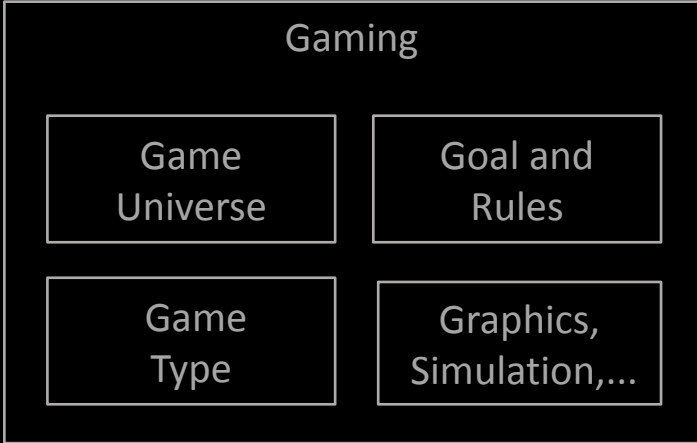 Gaming
Game
Universe
Goal and
Rules
Game
Type
Graphics,
Simulation,...